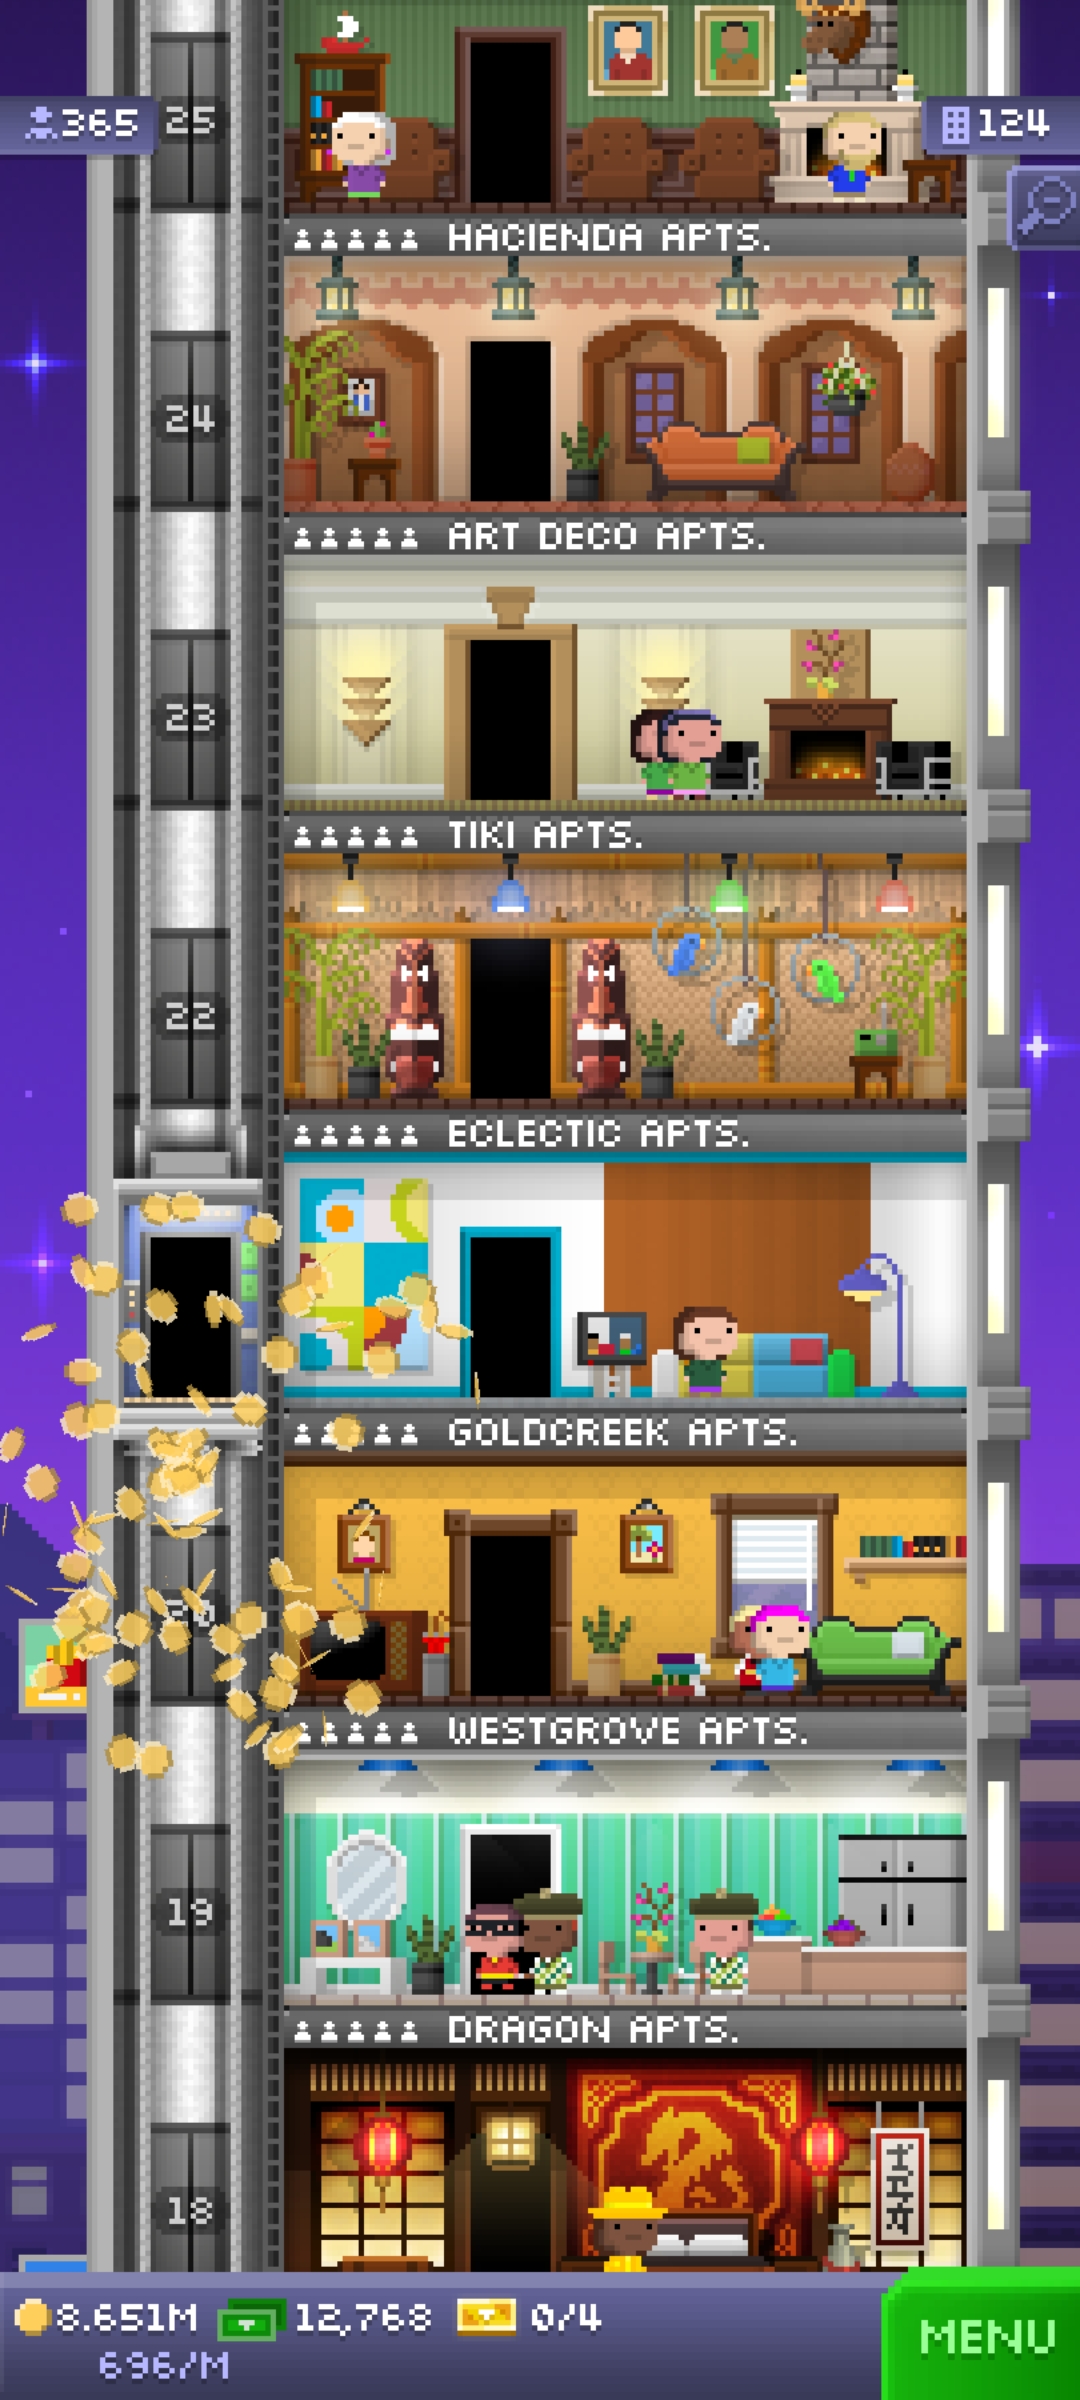 365
25
124
HACIENDA APTS.
24
ART DECO APTS.
23
TIKI APTS.
22
ECLECTIC APTS.
GOLDCREEK APTS.
20
WESTGROVE APTS.
19
DRAGON APTS.
18
8.651M 12,768 0/4
696/M
MENU